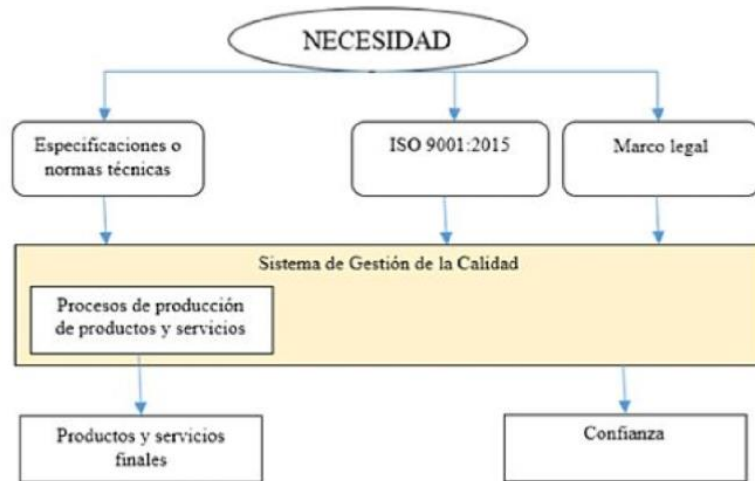 NECESIDAD
Especificaciones o
normas técnicas
ISO 9001:2015
Marco legal
Sistema de Gestión de la Calidad
Procesos de producción
de productos y servicios
Productos y servicios
finales
Confianza